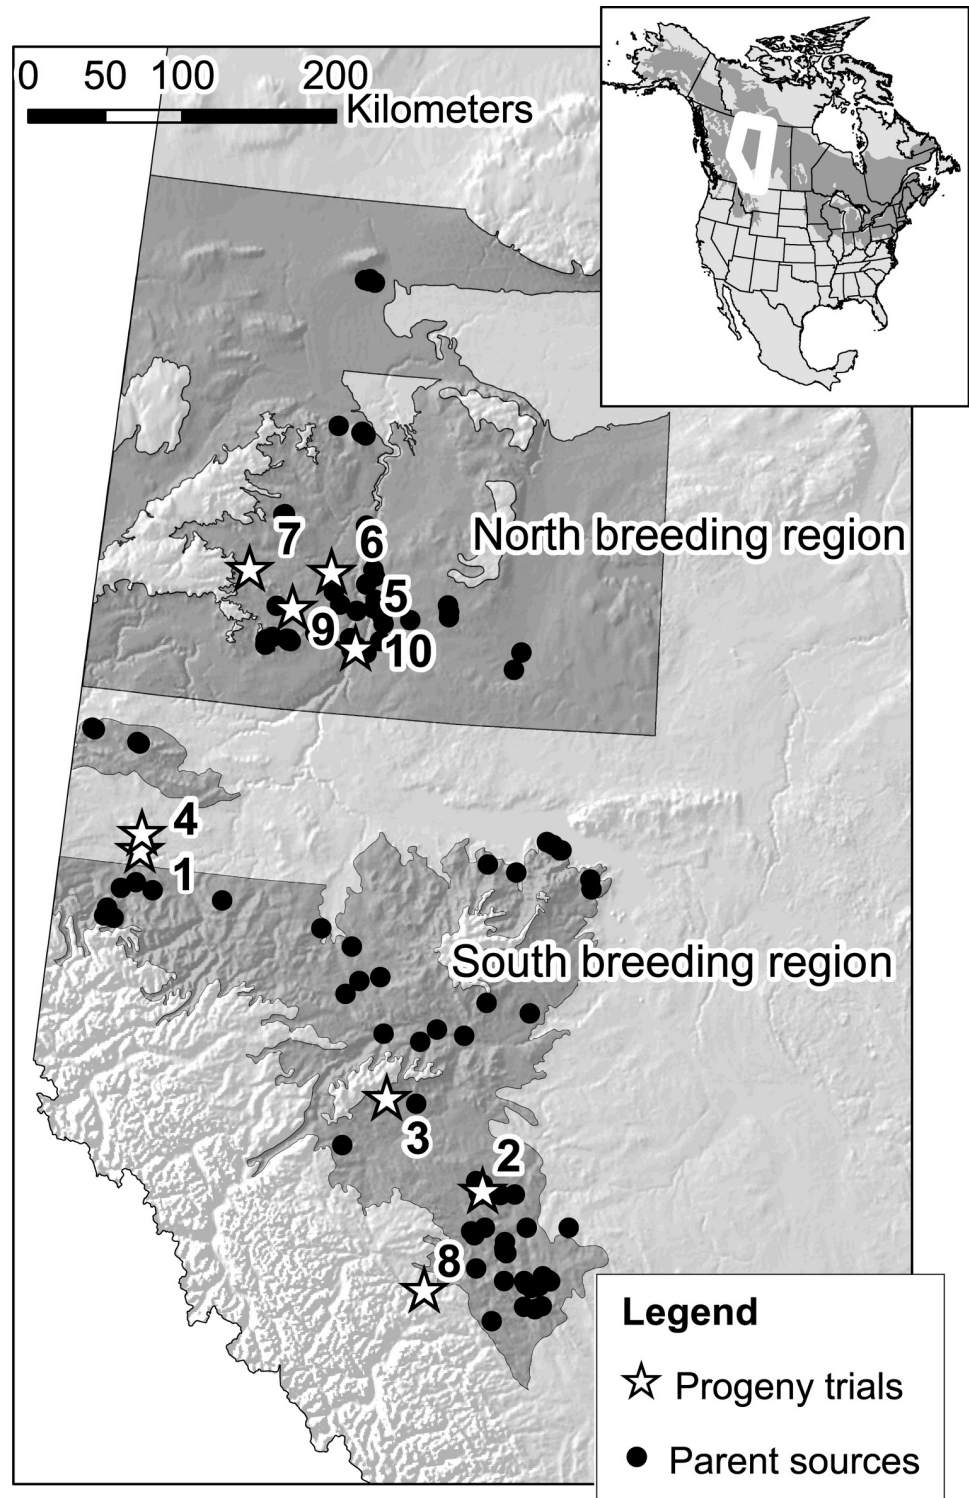 0 50 100 200
Kilometers
North breeding region
7
6
5
9
10
4
1
South breeding region
3
2
8
Legend
Progeny trials
Parent sources